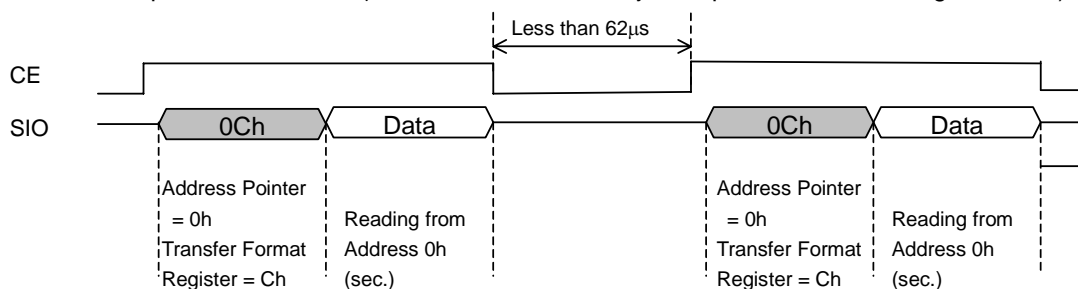 Less than 62μs
CE
SIO
0Ch
Data
0Ch
Data
Address Pointer
= 0h
Transfer Format
Register = Ch
Reading from
Address 0h
(sec.)
Address Pointer
= 0h
Transfer Format
Register = Ch
Reading from
Address 0h
(sec.)